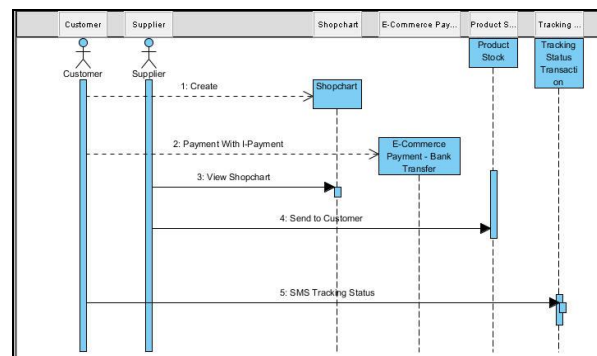 Customer
Supplier
Shopchart
E-Commerce Pay...
Product S...
Tracking ...
Product
Stock
Tracking
Status
Transacti
on
Customer
Supplier
1: Create
Shopchart
2: Payment With I-Payment
E-Commerce
Payment - Bank
Transfer
3: View Shopchart
4: Send to Customer
5: SMS Tracking Status